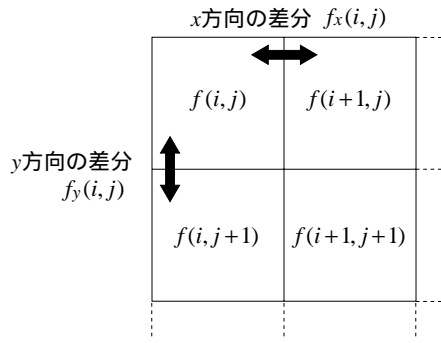 x方向の差分 fx(i,j)
f(i,j)
f(i+1,j)
y方向の差分
fy(i,j)
f(i,j+1)
f(i+1,j+1)